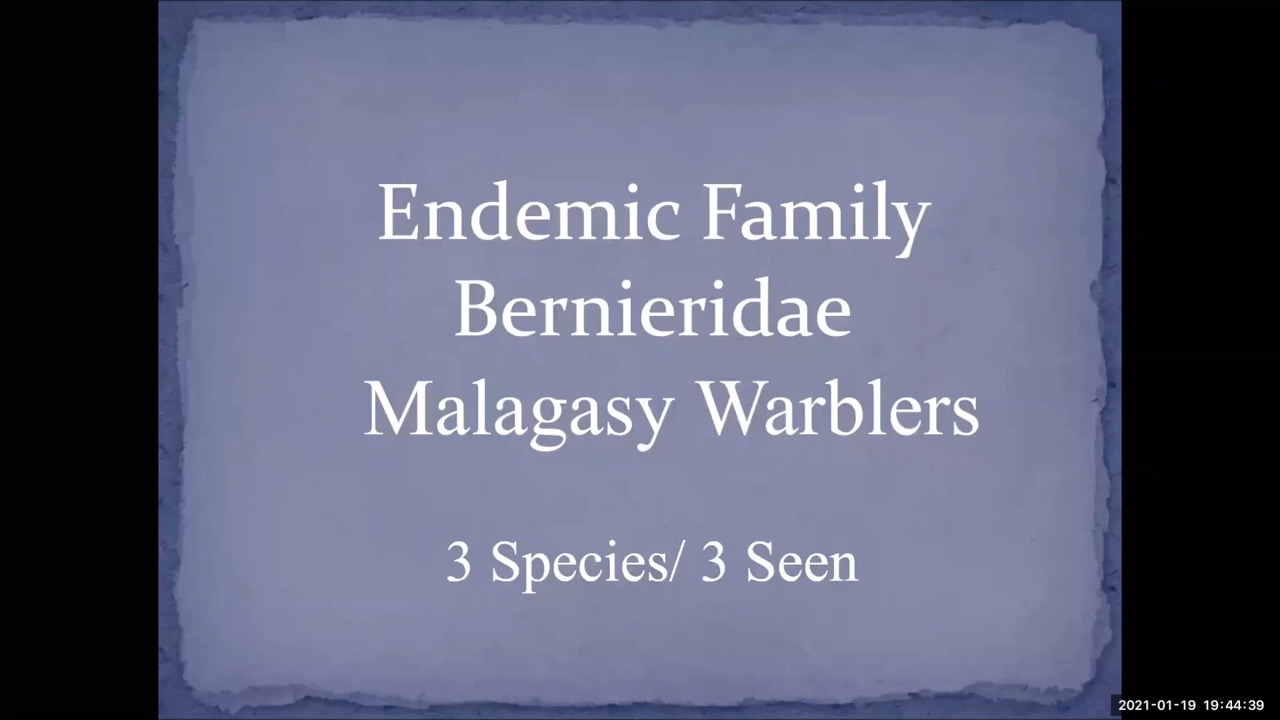 Endemic Family
Bernieridae
Malagasy Warblers
3 Species/ 3 Seen
2021-01-19 19:44:39